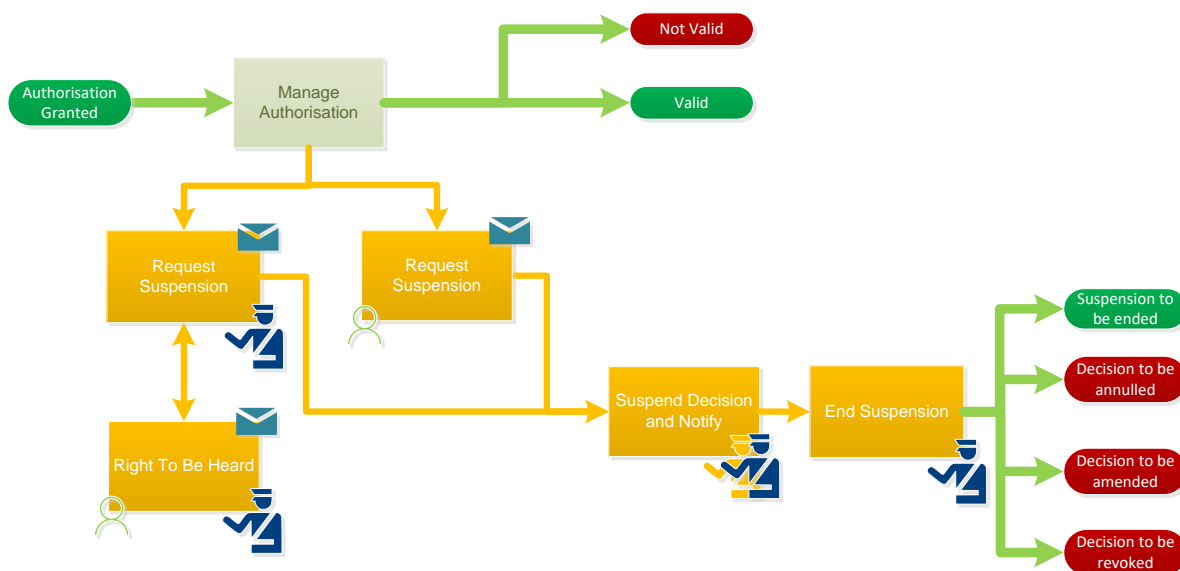 Not Valid
Authorisation
Granted
Manage
Authorisation
Valid
Request
Suspension
Request
Suspension
Suspension to
be ended
Decision to be
annulled
Suspend Decision
and Notify
End Suspension
Right To Be Heard
Decision to be
amended
Decision to be
revoked